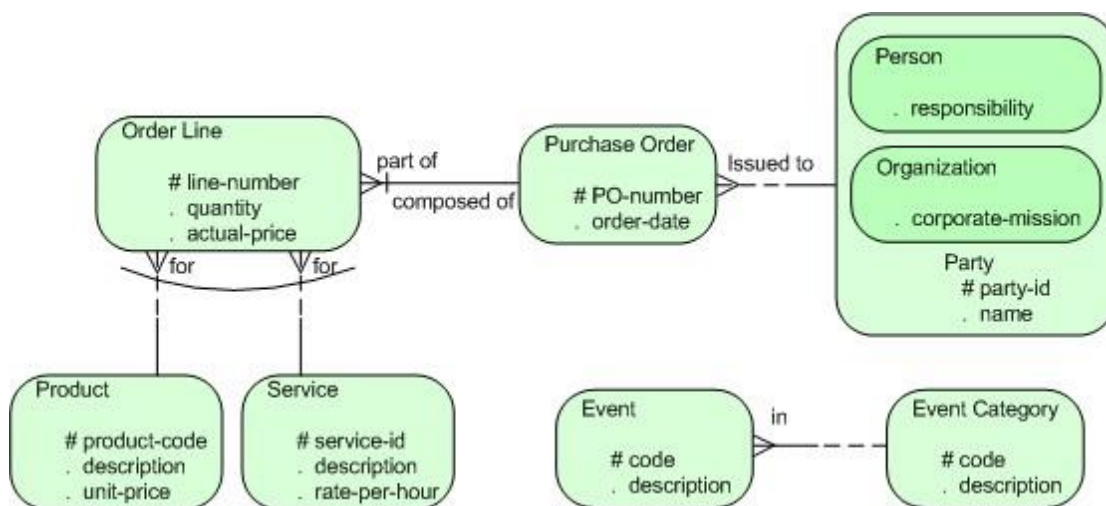 Person
. responsibility
Organization
. corporate-mission
Party
# party-id
. name
Order Line
# line-number
. quantity
. actual-price
part of
composed of
Purchase Order
# PO-number
. order-date
Issued to
for
for
Product
# product-code
. description
. unit-price
Service
# service-id
. description
. rate-per-hour
Event
# code
. description
in
Event Category
# code
. description